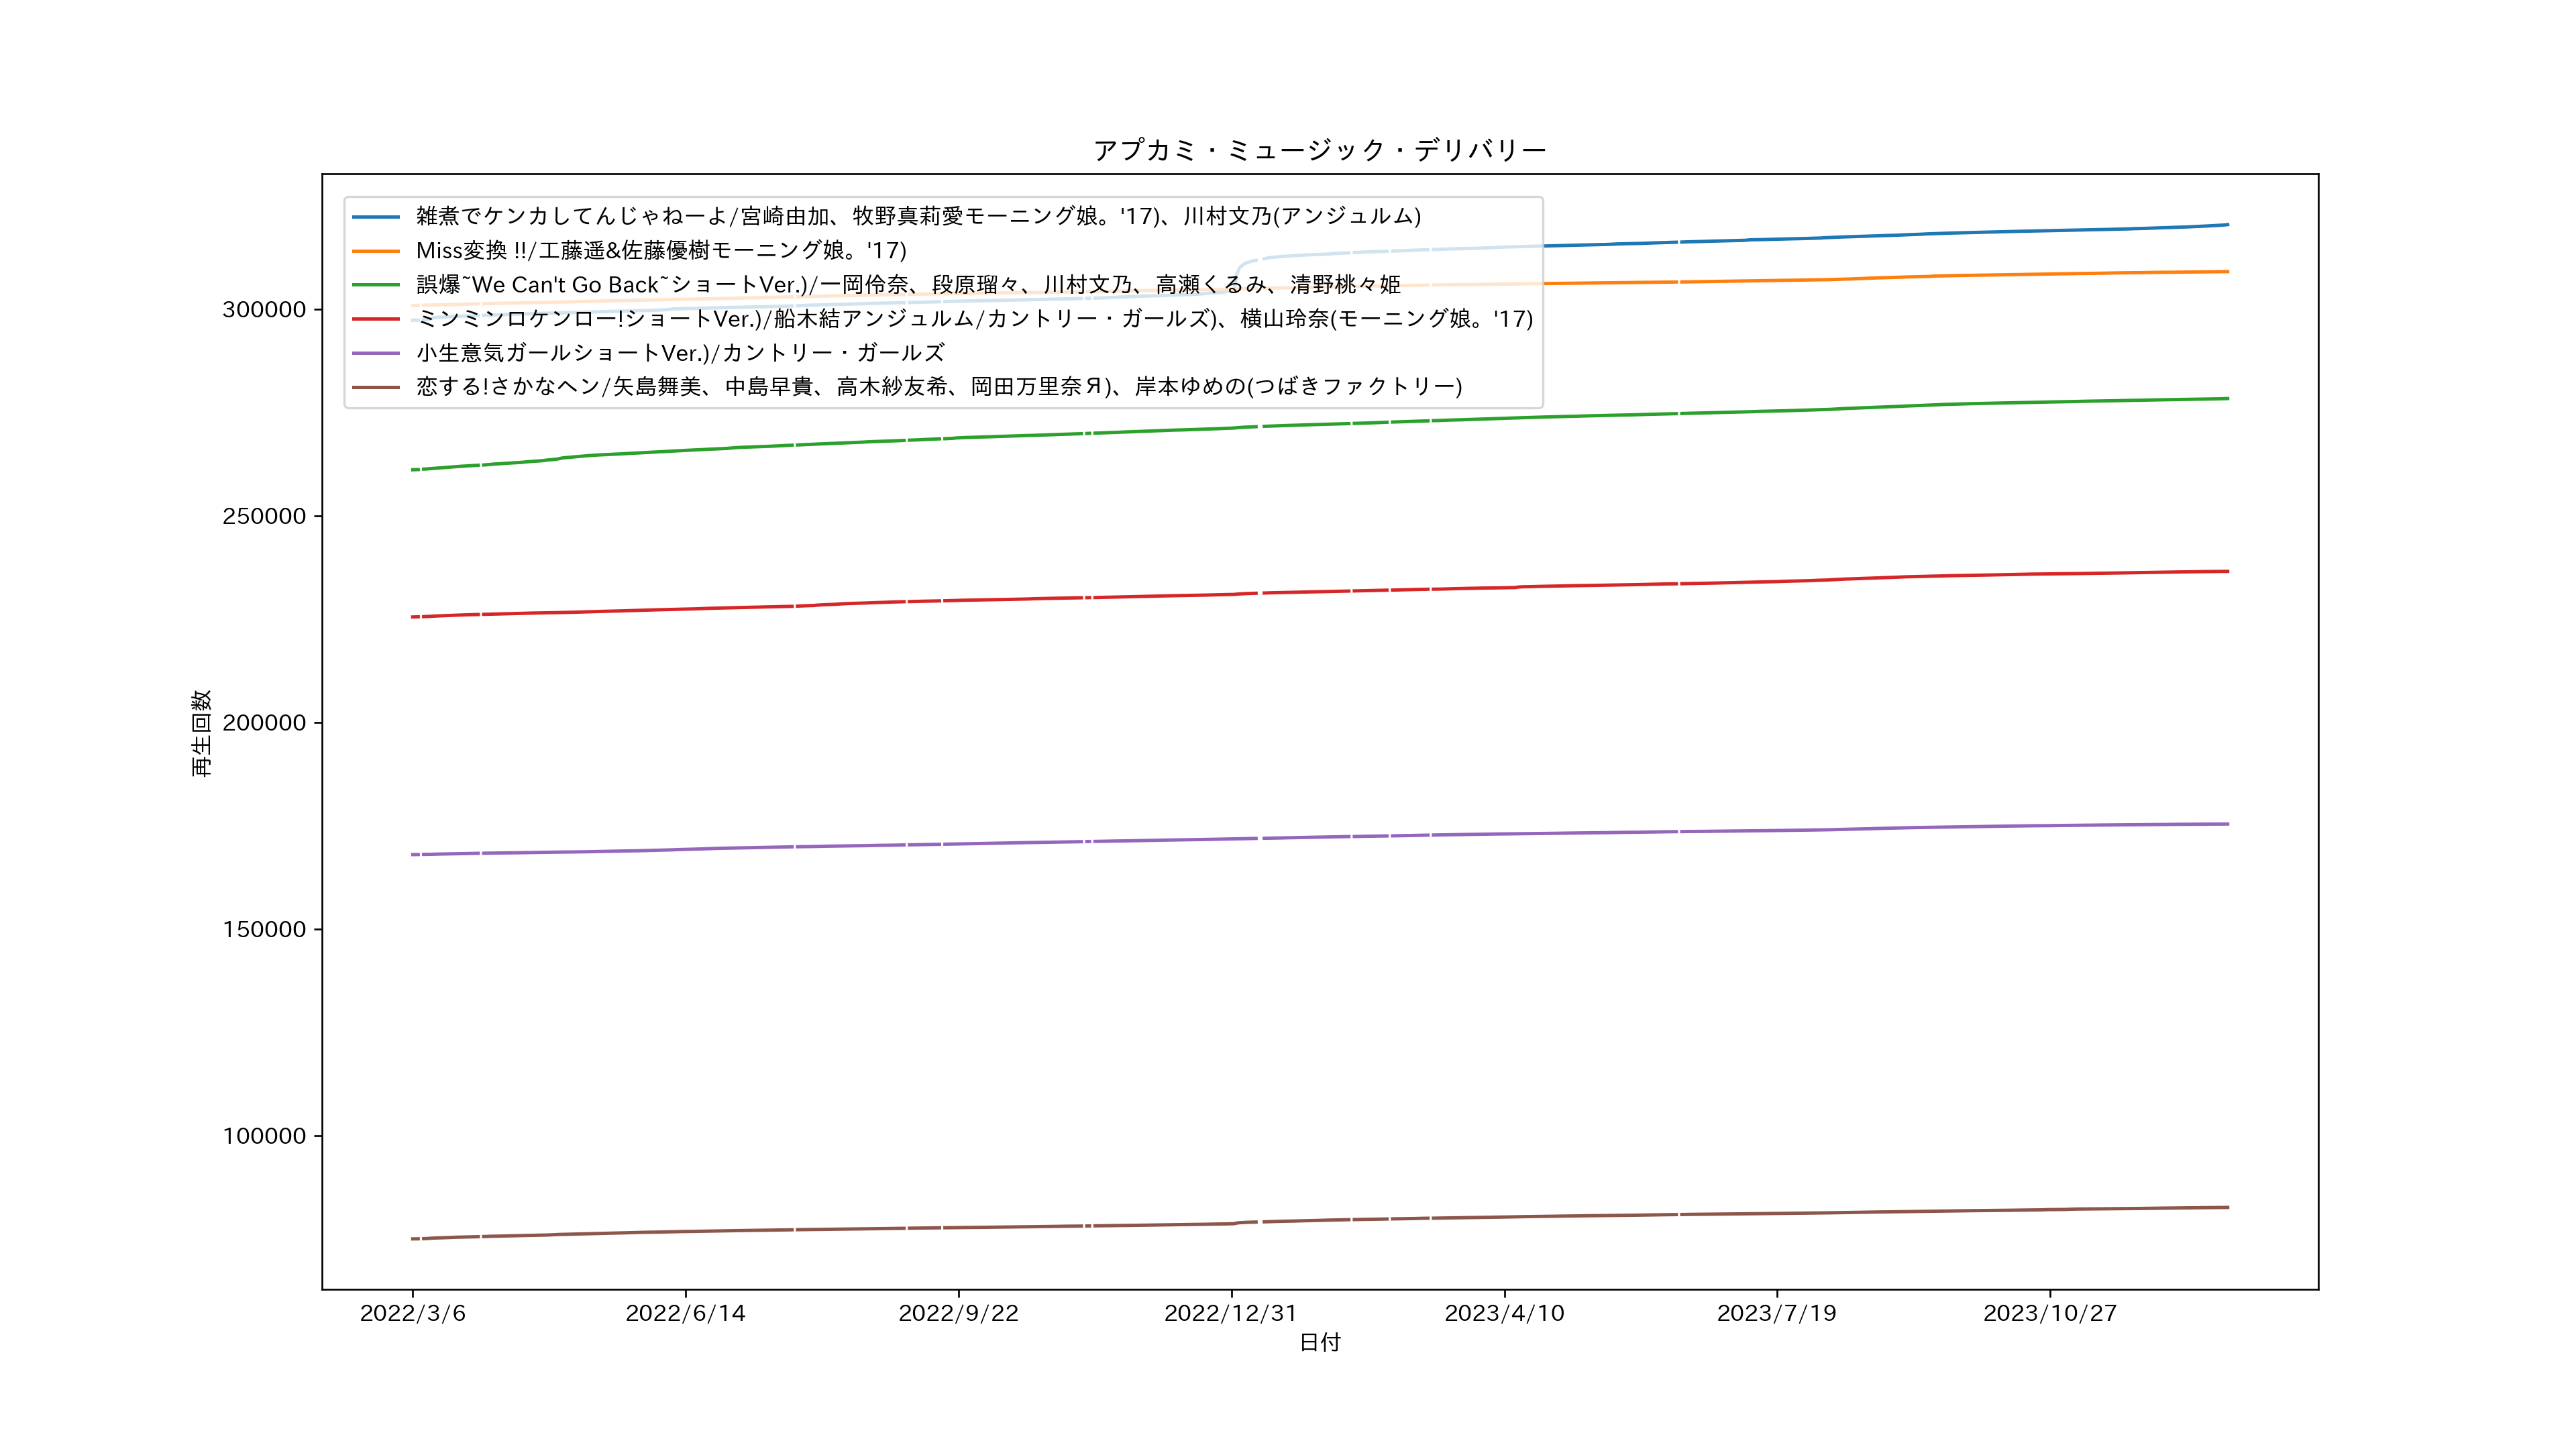 アプカミ・ミュージック・デリバリー
雑煮でケンカしてんじゃねーよ/宮崎由加、牧野真莉愛モーニング娘。'17)、川村文乃(アンジュルム)
Miss変換 !!/工藤遥&佐藤優樹モーニング娘。'17)
誤爆~We Can't Go Back~ショートVer.)/一岡伶奈、段原瑠々、川村文乃、高瀬くるみ、清野桃々姫
ミンミンロケンロー!ショートVer.)/船木結アンジュルム/カントリー・ガールズ)、横山玲奈(モーニング娘。'17)
小生意気ガールショートVer.)/カントリー・ガールズ
恋する!さかなヘン/矢島舞美、中島早貴、高木紗友希、岡田万里奈Я)、岸本ゆめの(つばきファクトリー)
300000
250000
200000
150000
100000
再生回数
2022/3/6
2022/6/14
2022/9/22
2022/12/31
2023/4/10
2023/7/19
2023/10/27
日付